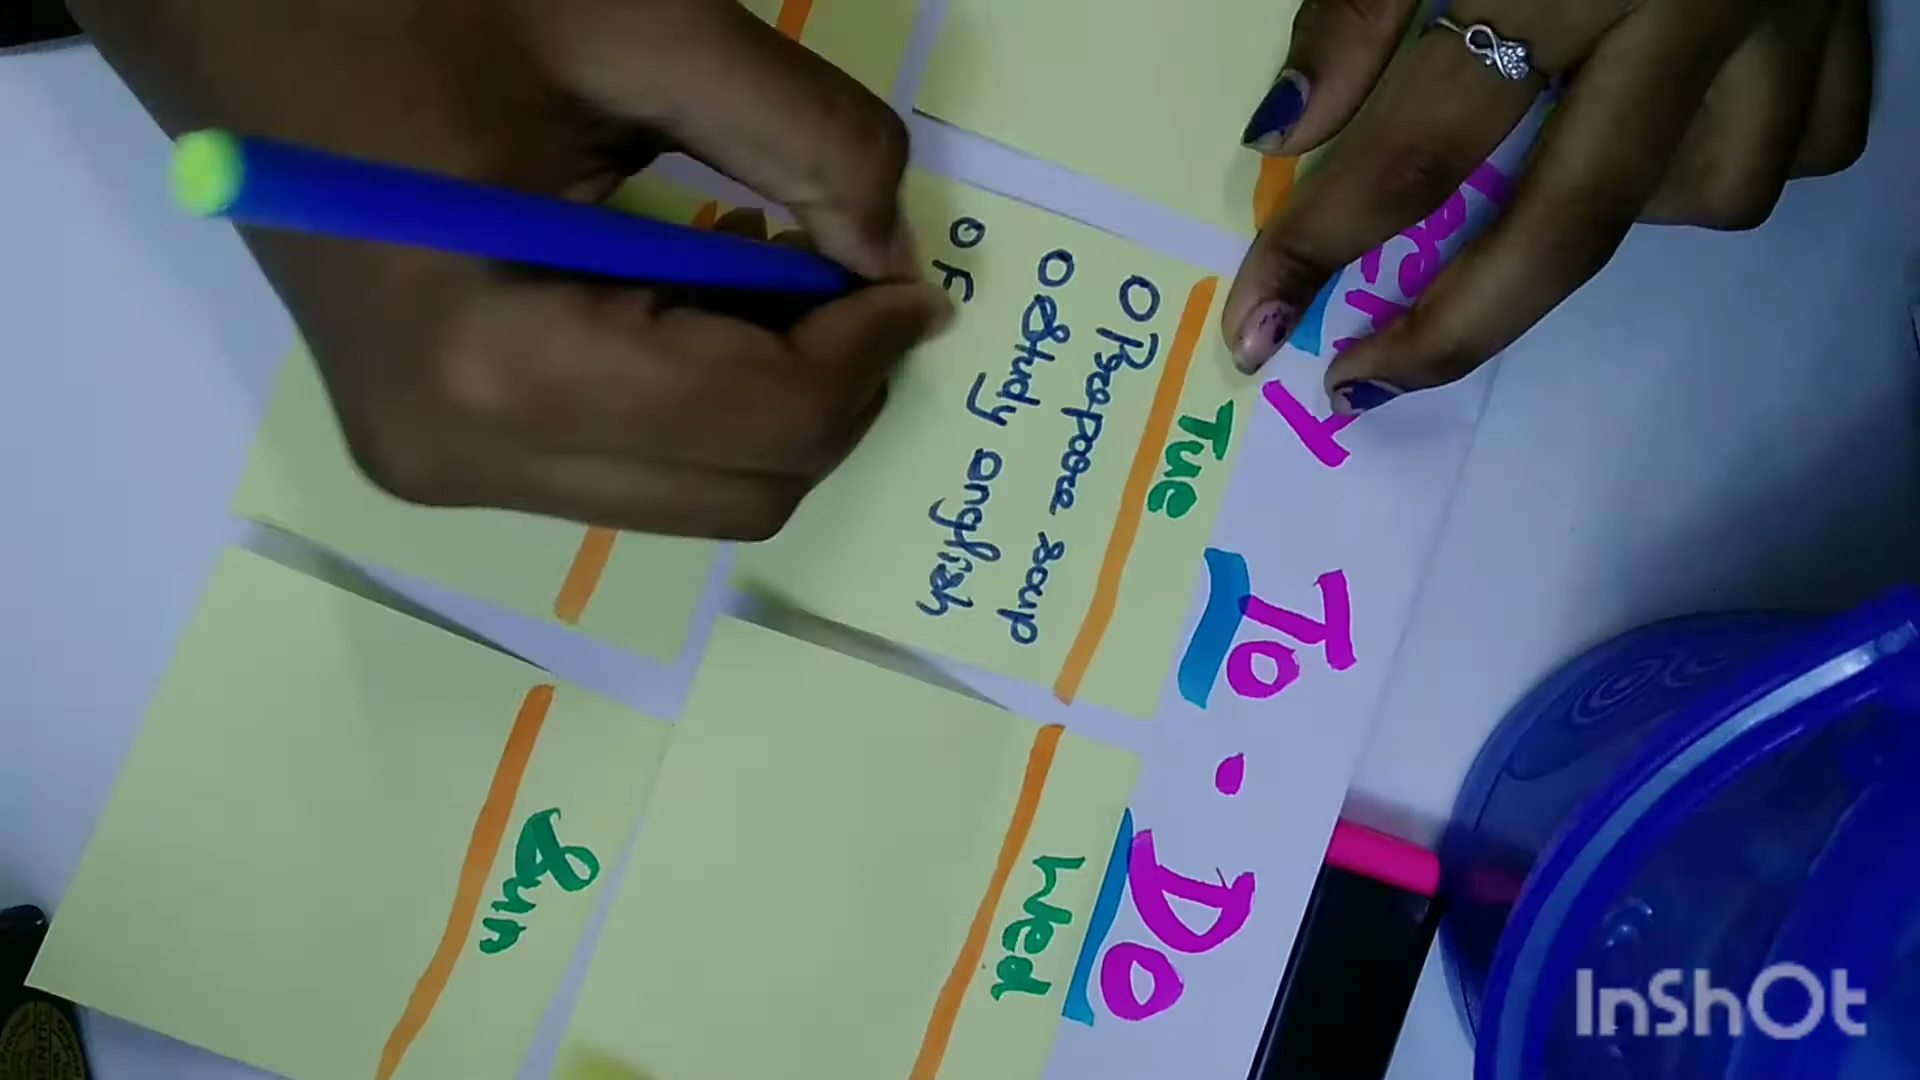 To.Do
Tue
O Prepare soup
O Study english
O F
Wed
Sun
InShOt